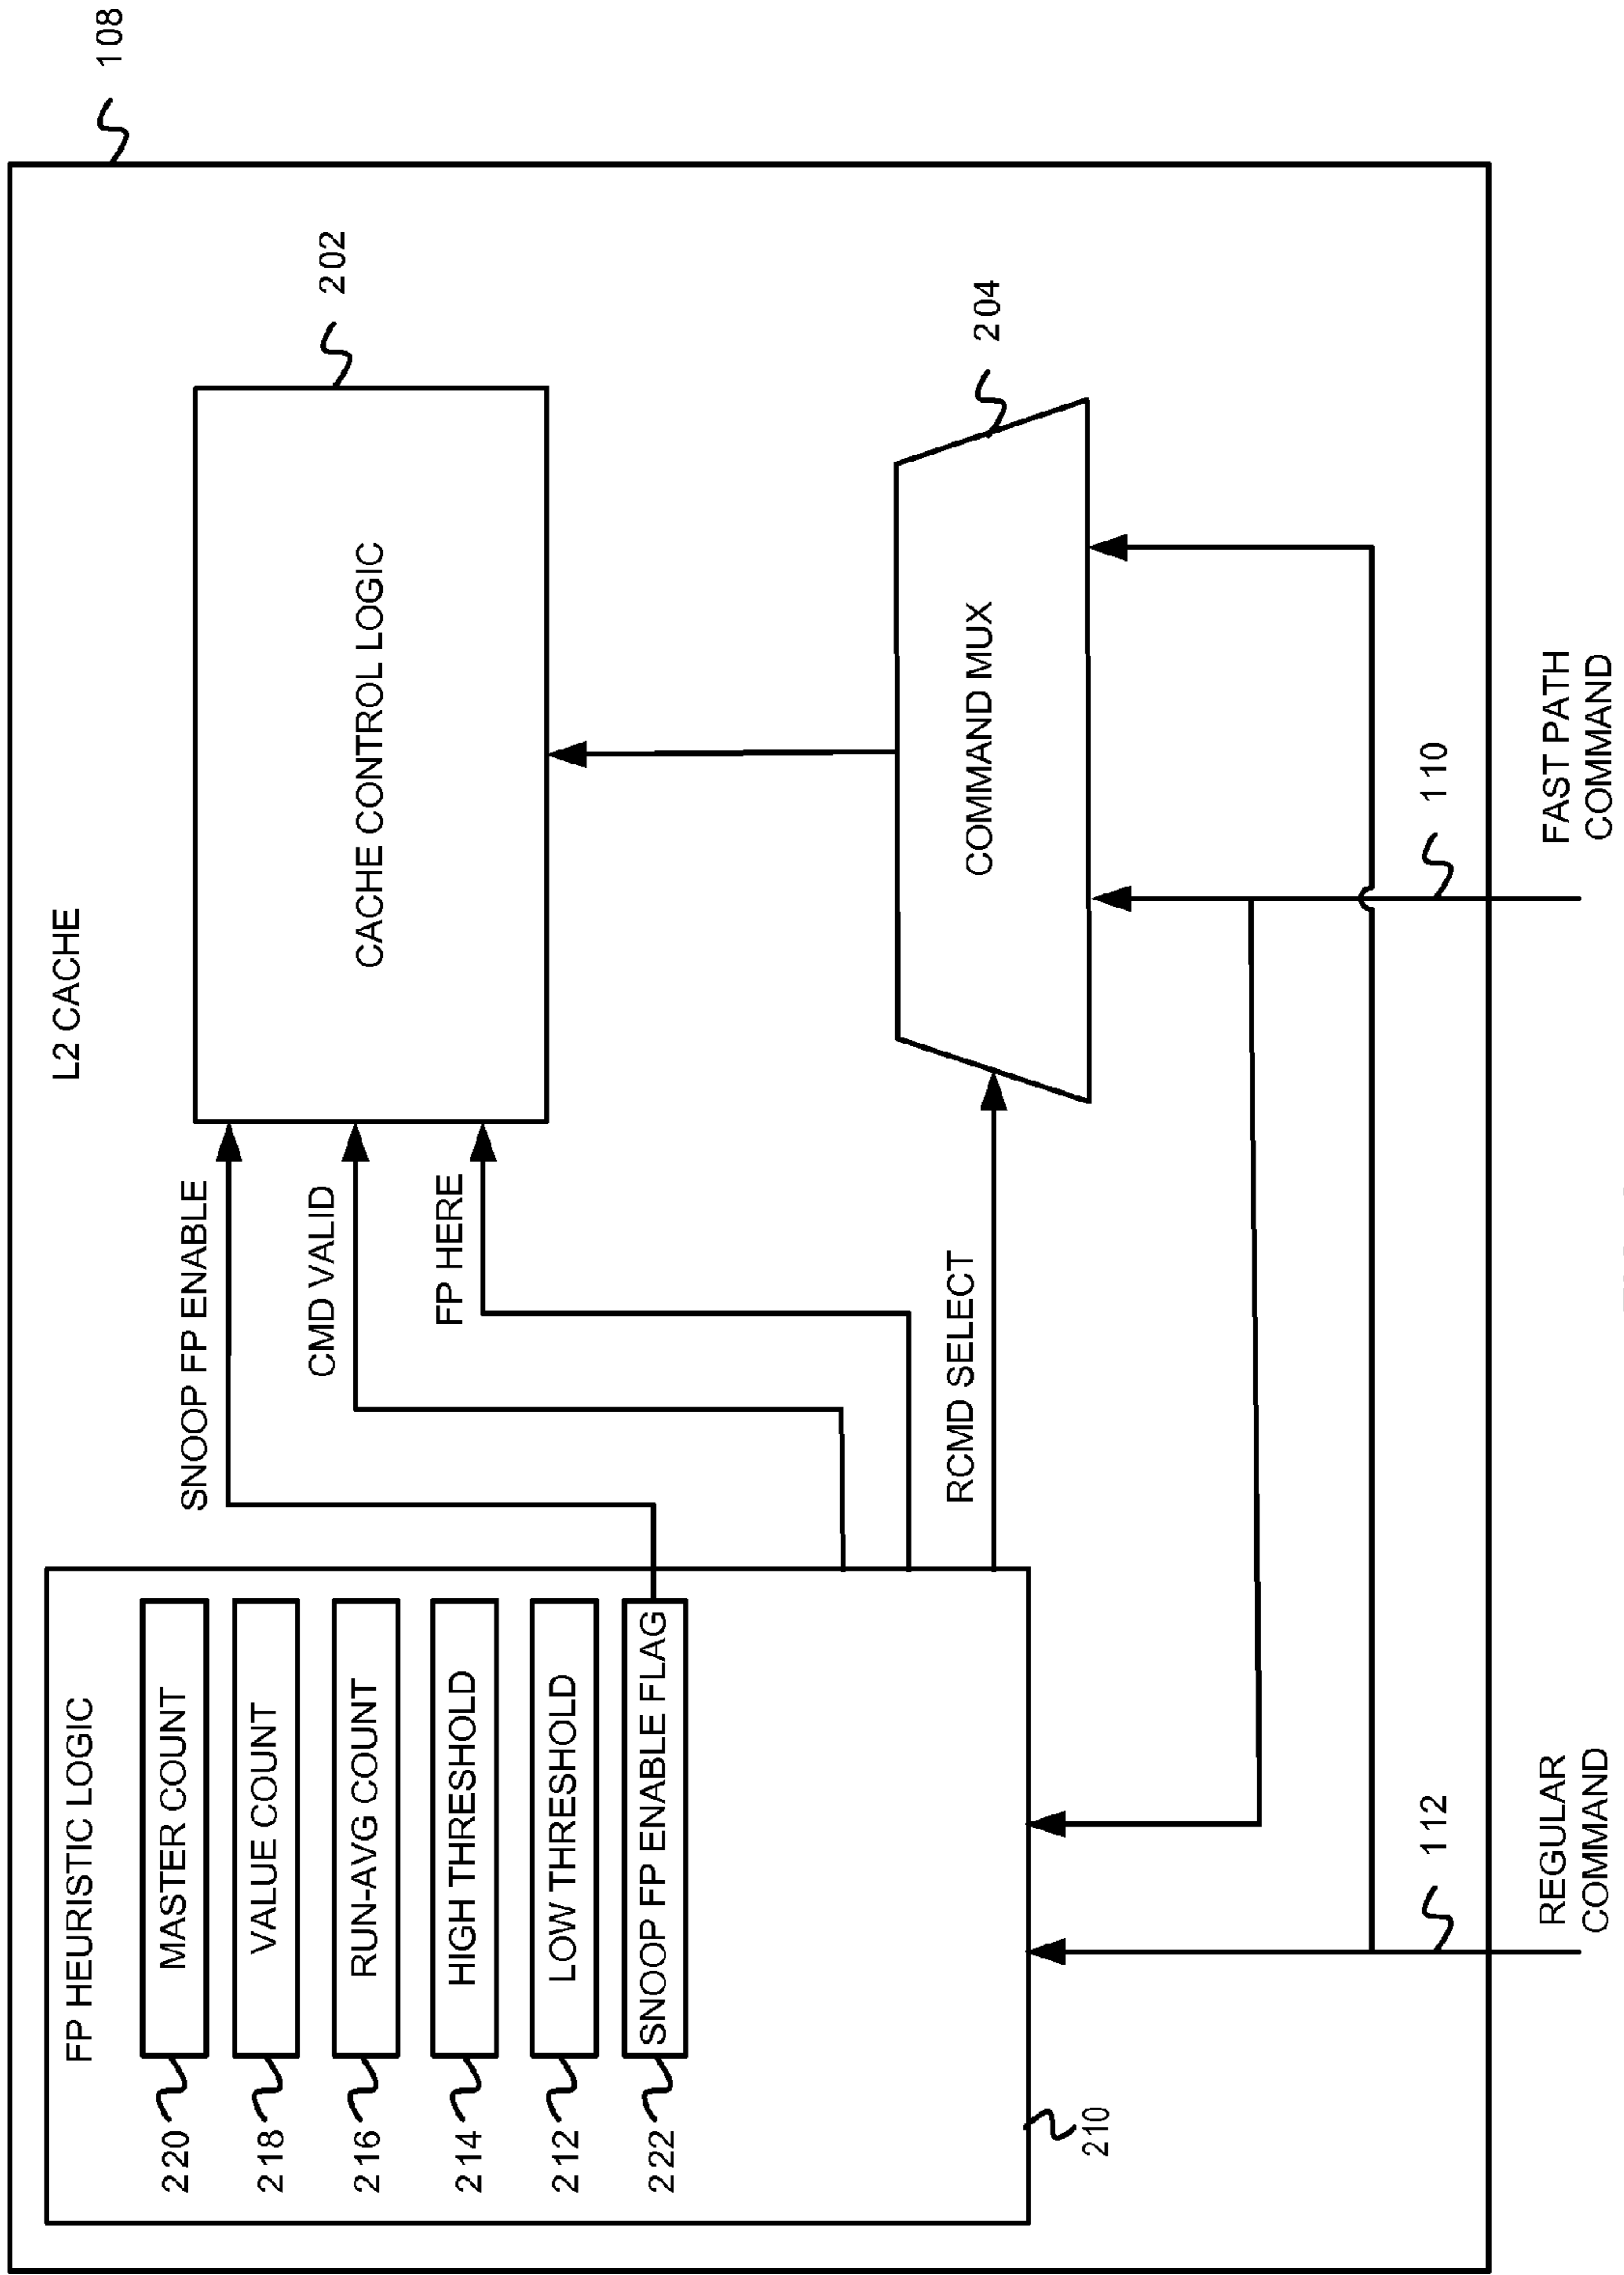 108
L2 CACHE
FP HEURISTIC LOGIC
220
MASTER COUNT
218
VALUE COUNT
216
RUN-AVG COUNT
214
HIGH THRESHOLD
212
LOW THRESHOLD
222
SNOOP FP ENABLE FLAG
210
SNOOP FP ENABLE
CMD VALID
FP HERE
RCMD SELECT
CACHE CONTROL LOGIC
202
COMMAND MUX
204
112
REGULAR
COMMAND
110
FAST PATH
COMMAND